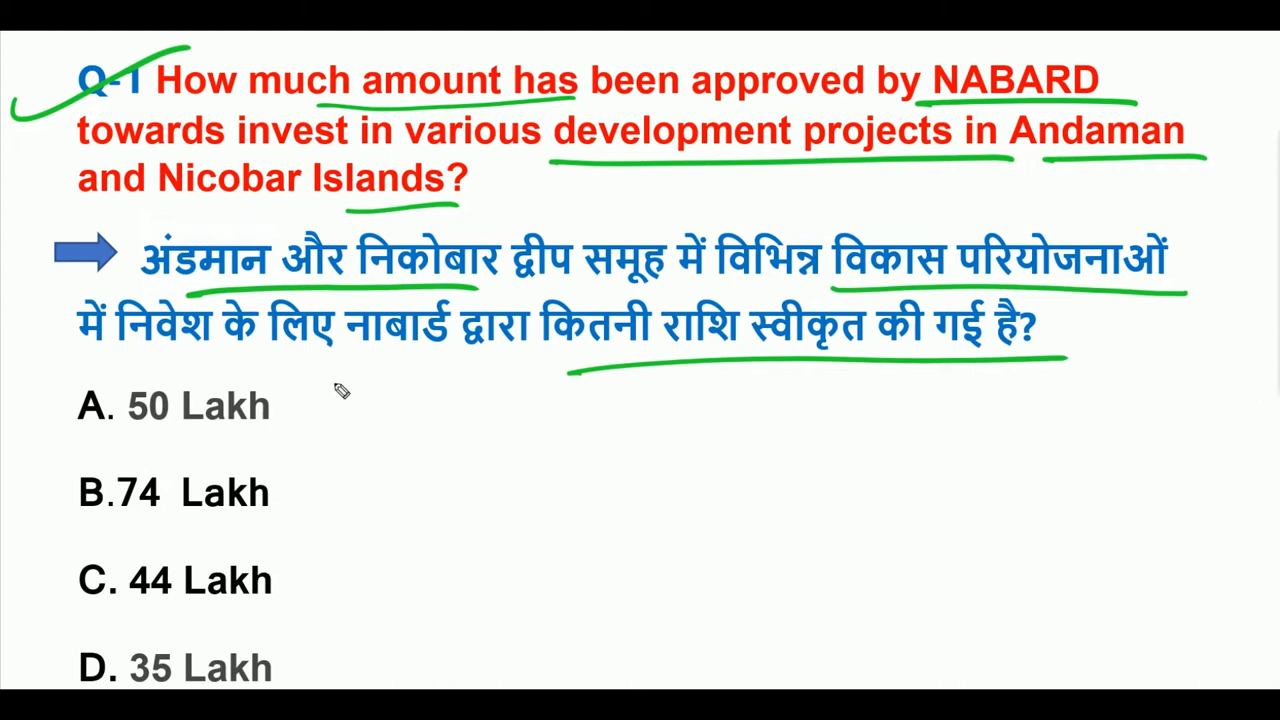 Q-1 How much amount has been approved by NABARD
towards invest in various development projects in Andaman
and Nicobar Islands?
अंडमान और निकोबार द्वीप समूह में विभिन्न विकास परियोजनाओं
में निवेश के लिए नाबार्ड द्वारा कितनी राशि स्वीकृत की गई है?
A. 50 Lakh
B.74 Lakh
C. 44 Lakh
D. 35 Lakh